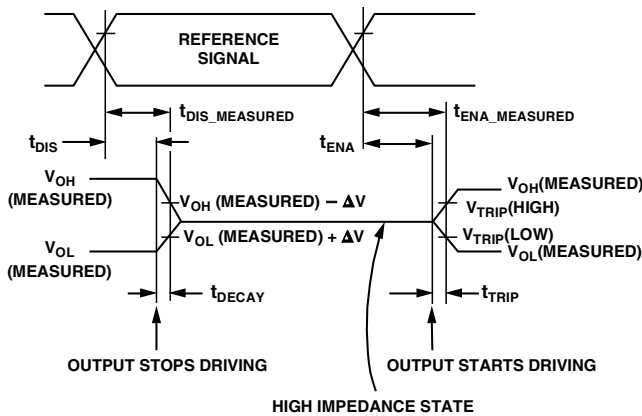 REFERENCE
SIGNAL
tDIS_MEASURED
tENA_MEASURED
tDIS
tENA
VOH
(MEASURED)
VOH (MEASURED) – ΔV
VOH(MEASURED)
VTRIP(HIGH)
VOL
(MEASURED)
VOL (MEASURED) + ΔV
VTRIP(LOW)
VOL(MEASURED)
tDECAY
tTRIP
OUTPUT STOPS DRIVING
OUTPUT STARTS DRIVING
HIGH IMPEDANCE STATE